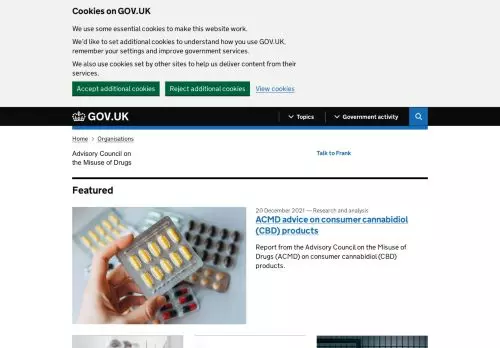 Cookies on GOV.UK
We use some essential cookies to make this website work.
We'd like to set additional cookies to understand how you use GOV.UK,
remember your settings and improve government services.
We also use cookies set by other sites to help us deliver content from their
services.
Accept additional cookies Reject additional cookies View cookies
GOV.UK Topics Government activity
Home Organisations
Advisory Council on
the Misuse of Drugs
Talk to Frank
Featured
20 December 2021 — Research and analysis
ACMD advice on consumer cannabidiol
(CBD) products
Report from the Advisory Council on the Misuse of
Drugs (ACMD) on consumer cannabidiol (CBD)
products.